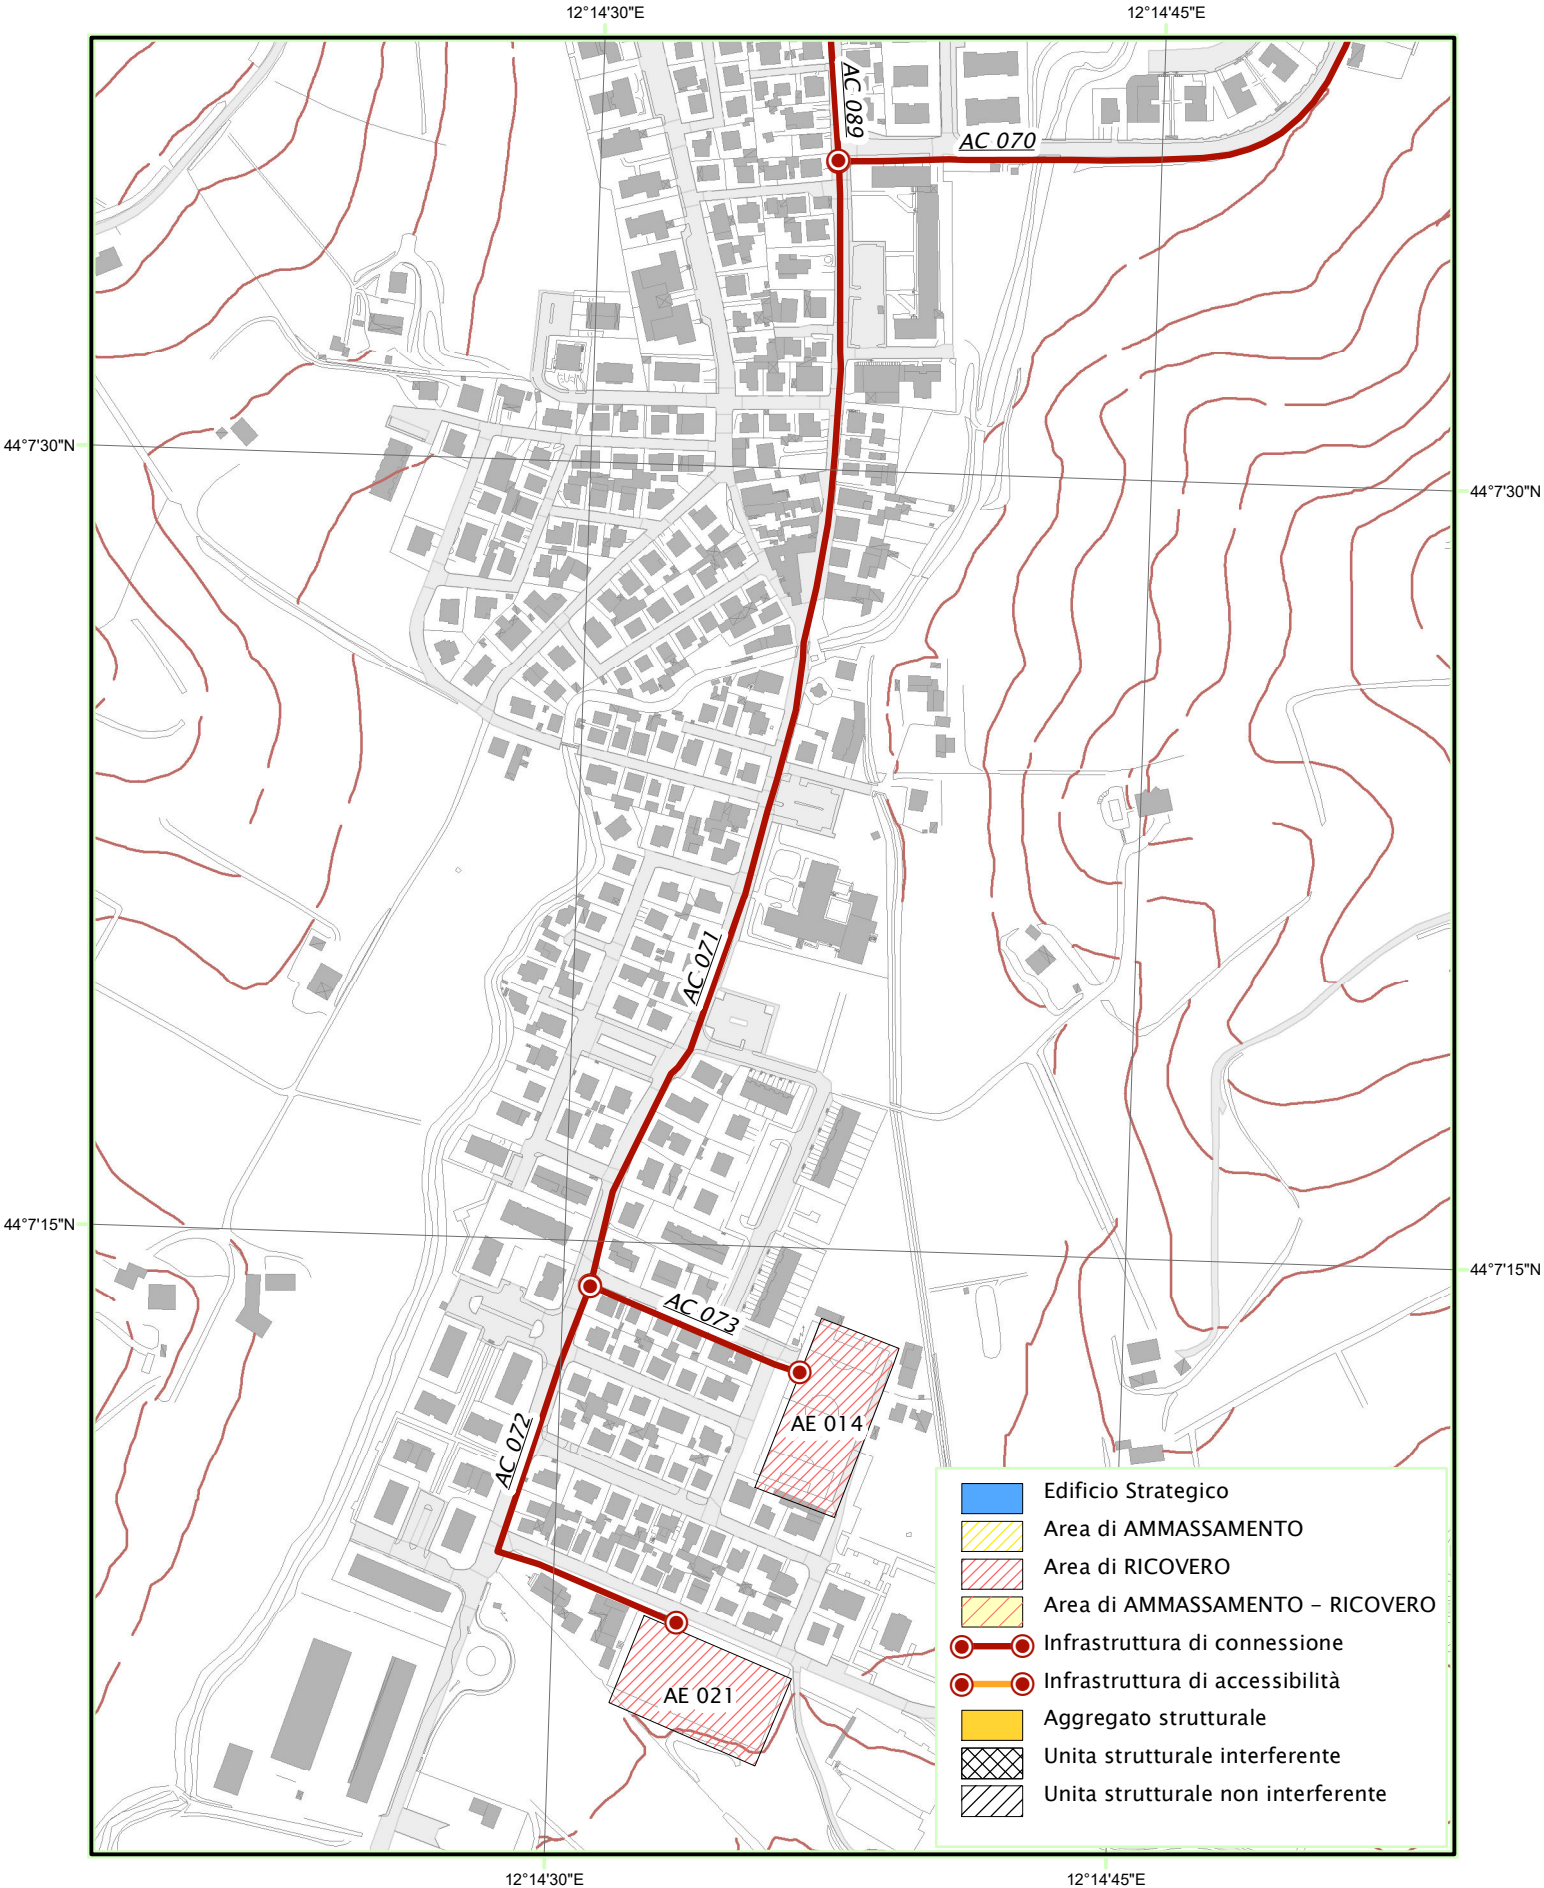 12°14'30"E
12°14'45"E
AC 089
AC 070
44°7'30"N
44°7'30"N
AC 071
44°7'15"N
44°7'15"N
AC 073
AE 014
AC 072
AE 021
Edificio Strategico
Area di AMMASSAMENTO
Area di RICOVERO
Area di AMMASSAMENTO - RICOVERO
Infrastruttura di connessione
Infrastruttura di accessibilità
Aggregato strutturale
Unita strutturale interferente
Unita strutturale non interferente
12°14'30"E
12°14'45"E